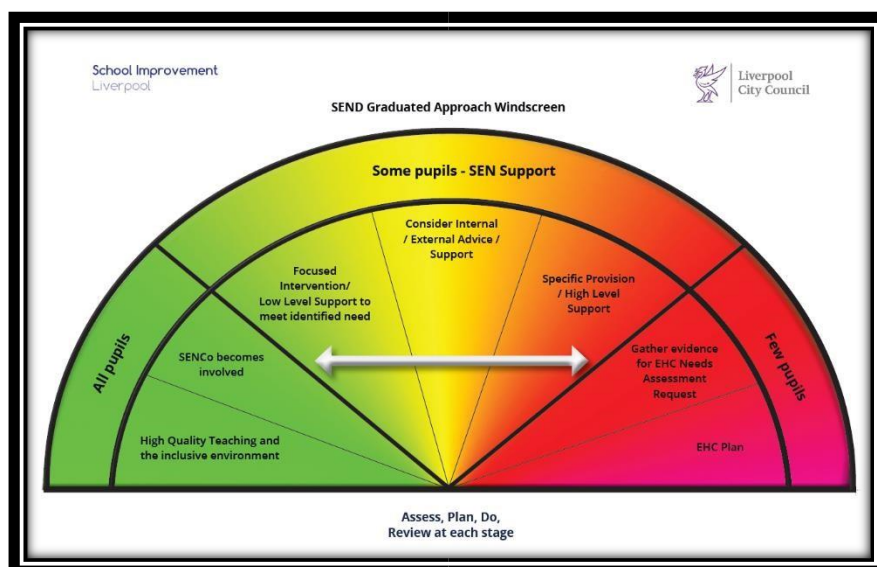 School Improvement
Liverpool
Liverpool
City Council
SEND Graduated Approach Windscreen
Some pupils - SEN Support
Consider Internal
/ External Advice /
Support
Focused
Intervention/
Low Level Support to
meet identified need
Specific Provision
/ High Level
Support
All pupils
SENCo becomes
involved
Gather evidence
for EHC Needs
Assessment
Request
Few pupils
High Quality Teaching and
the inclusive environment
EHC Plan
Assess, Plan, Do,
Review at each stage